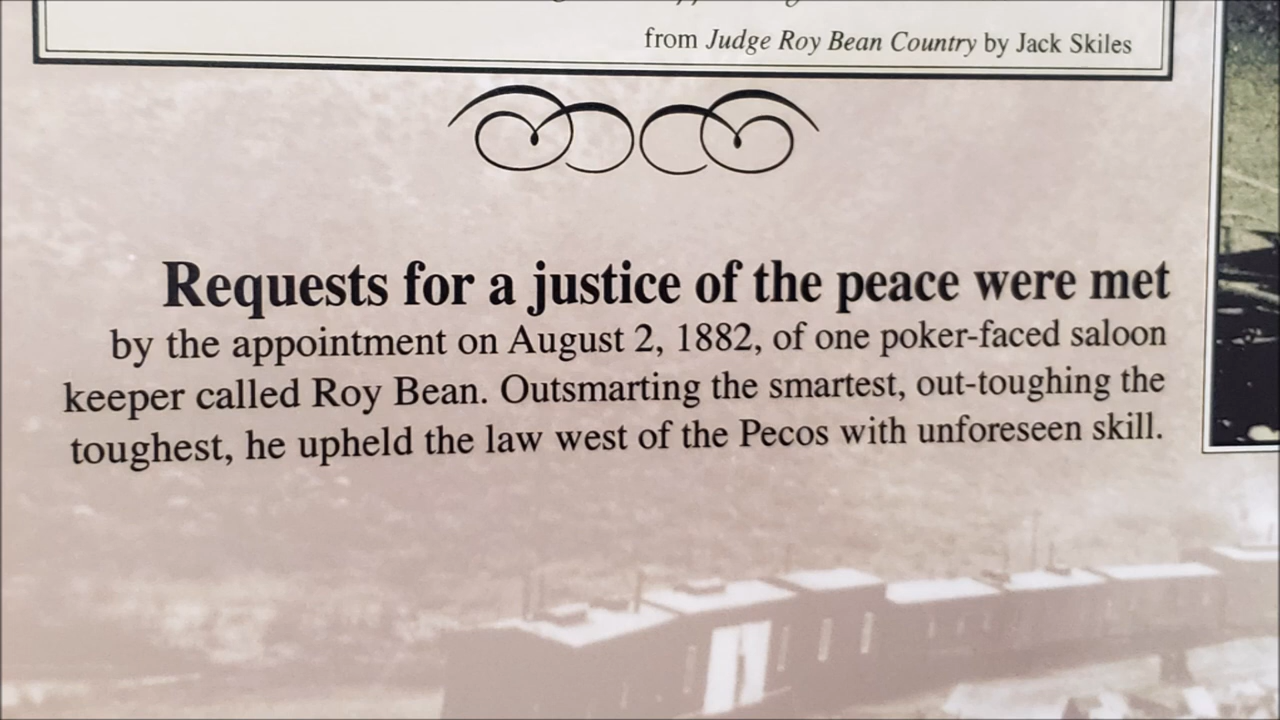 from Judge Roy Bean Country by Jack Skiles
Requests for a justice of the peace were met
by the appointment on August 2, 1882, of one poker-faced saloon
keeper called Roy Bean. Outsmarting the smartest, out-toughing the
toughest, he upheld the law west of the Pecos with unforeseen skill.